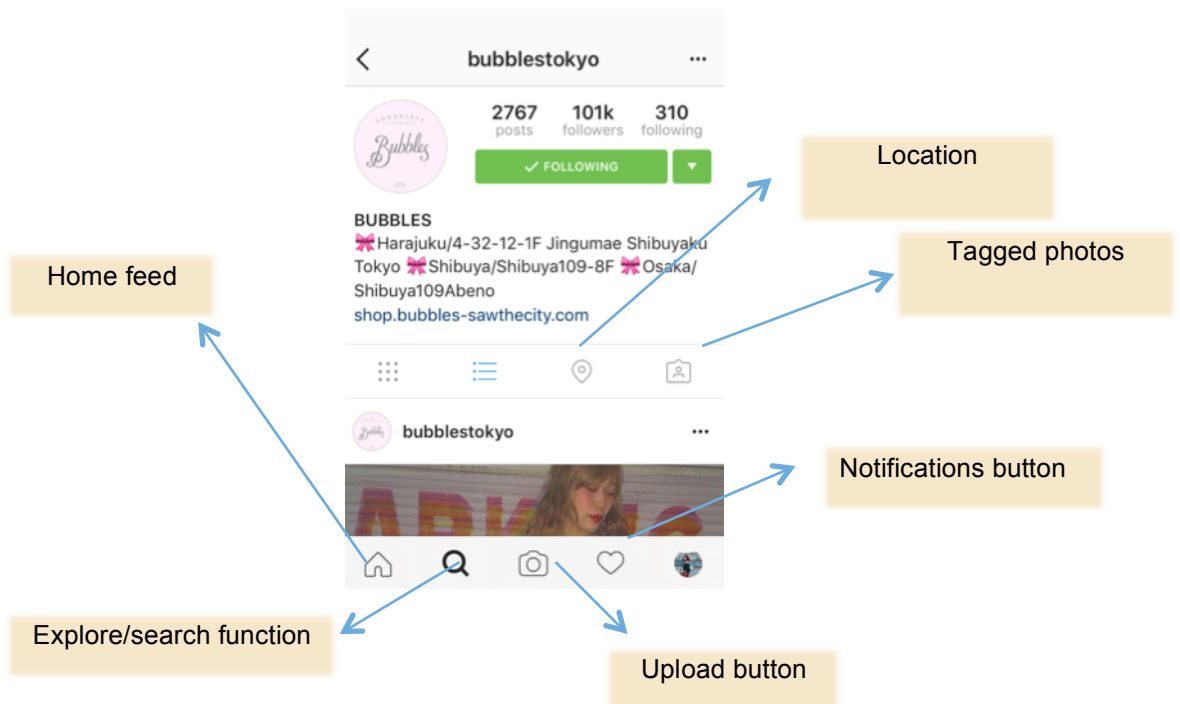 bubblestokyo
2767 101k 310
posts followers following
Bubbles
FOLLOWING
Location
BUBBLES
Harajuku/4-32-12-1F Jingumae Shibuyaku
Tokyo Shibuya/Shibuya109-8F Osaka/
Shibuya109Abeno
shop.bubbles-sawthecity.com
Tagged photos
Home feed
bubblestokyo
Notifications button
Explore/search function
Upload button